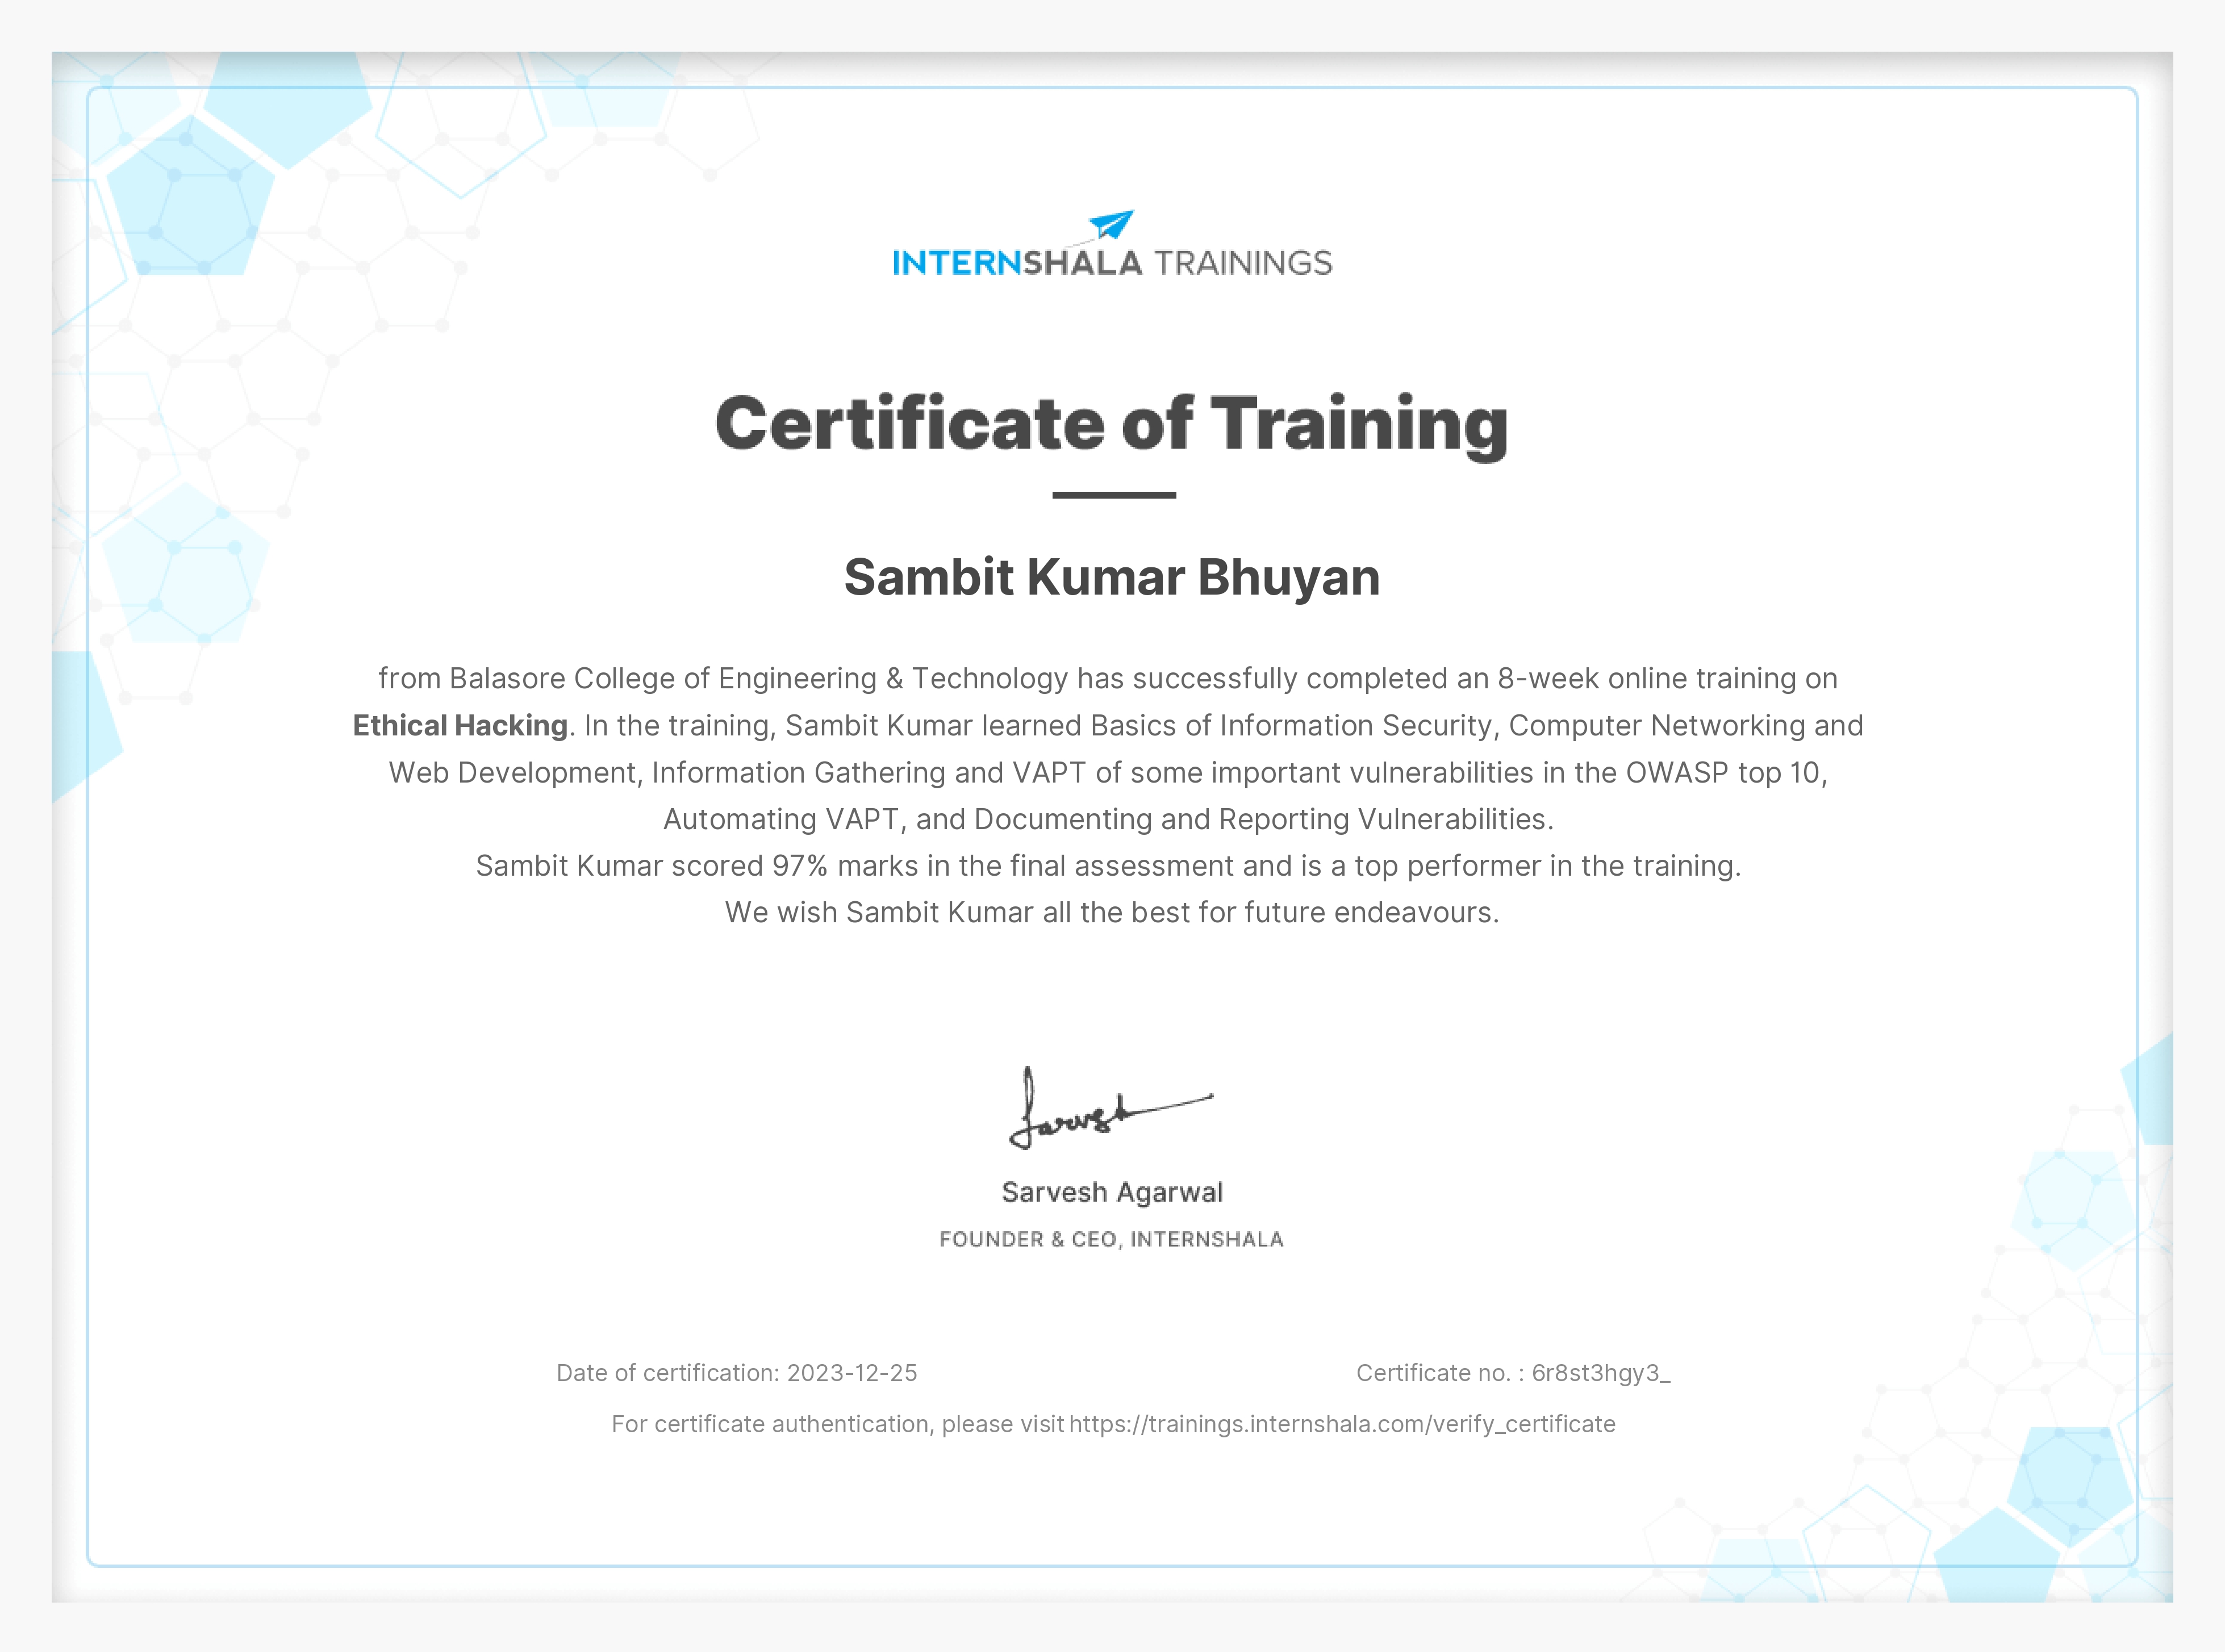 INTERNSHALA TRAININGS
Certificate of Training
Sambit Kumar Bhuyan
from Balasore College of Engineering & Technology has successfully completed an 8-week online training on
Ethical Hacking. In the training, Sambit Kumar learned Basics of Information Security, Computer Networking and
Web Development, Information Gathering and VAPT of some important vulnerabilities in the OWASP top 10,
Automating VAPT, and Documenting and Reporting Vulnerabilities.
Sambit Kumar scored 97% marks in the final assessment and is a top performer in the training.
We wish Sambit Kumar all the best for future endeavours.
Sarvesh
Sarvesh Agarwal
FOUNDER & CEO, INTERNSHALA
Date of certification: 2023-12-25
Certificate no. : 6r8st3hgy3_
For certificate authentication, please visit https://trainings.internshala.com/verify_certificate